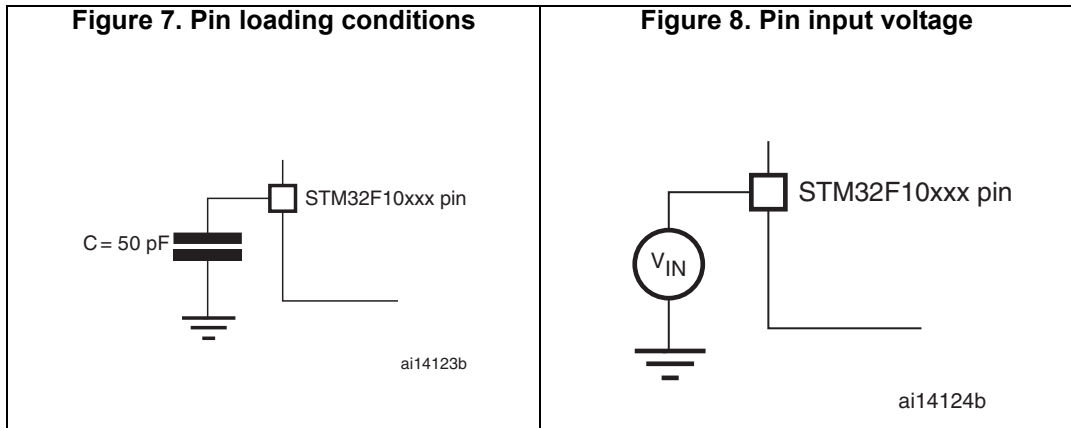 Figure 7. Pin loading conditions
STM32F10xxx pin
C = 50 pF
ai14123b
Figure 8. Pin input voltage
STM32F10xxx pin
VIN
ai14124b